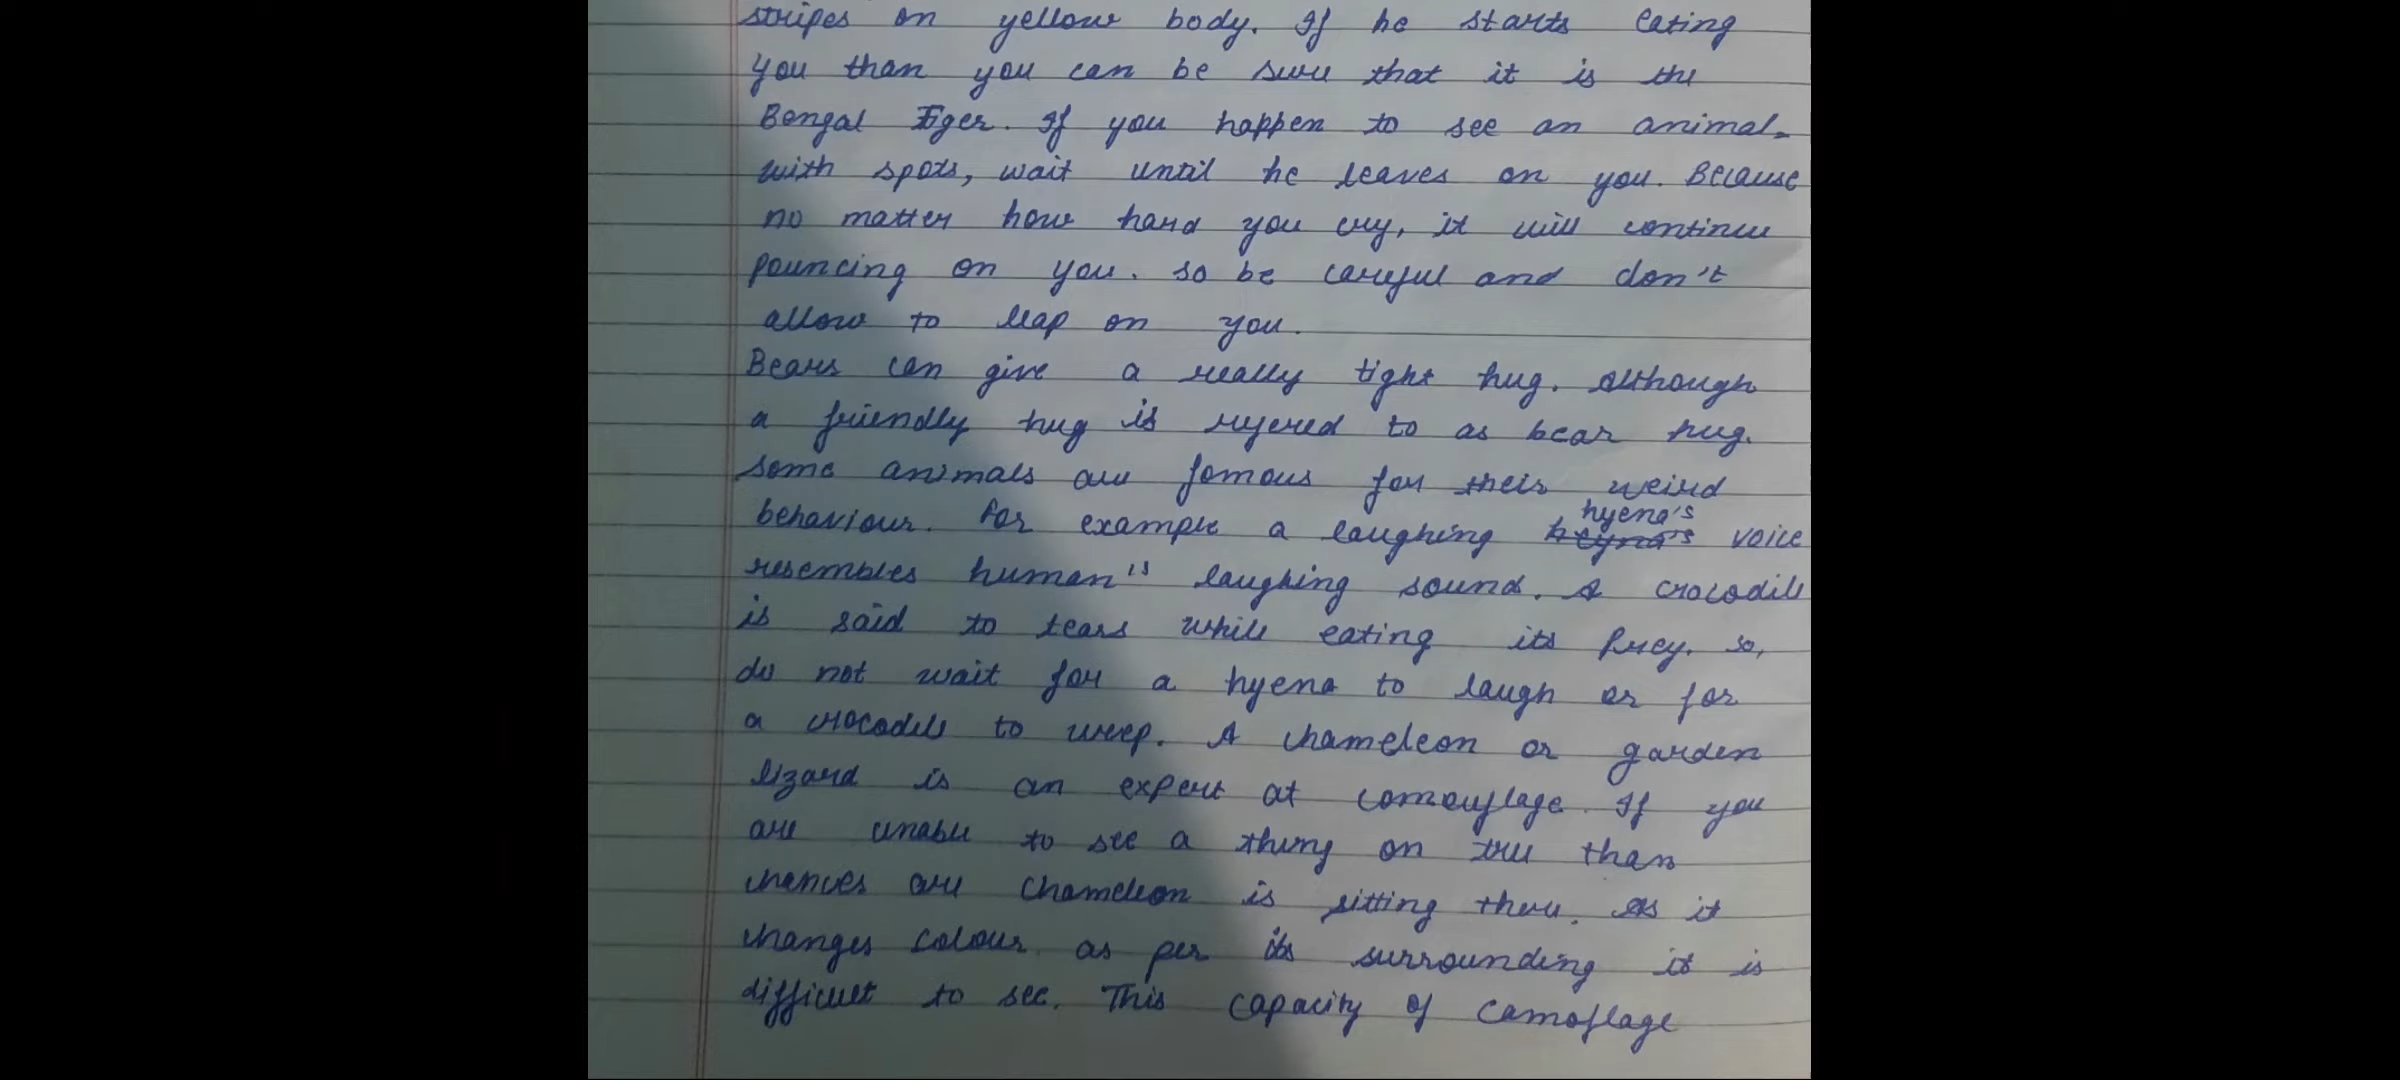 stripes on yellow body. If he starts eating
you than you can be sure that it is the
Bengal Tiger. If you happen to see an animal
with spots, wait until he leaves on you. Because
no matter how hard you cry, it will continue
pouncing on you. so be careful and don't
allow to leap on you.
Bears can give a really tight hug. Although
a friendly hug is refered to as bear hug.
some animals are famous for their weird
behaviour. For example a laughing hyena's voice
resembles human's laughing sound. A crocodile
is said to tears while eating its prey. so,
do not wait for a hyena to laugh or for
a crocodile to weep. A chameleon or garden
lizard is an expert at camouflage. If you
are unable to see a thing on tree than
chances are chameleon is sitting there. As it
changes colour as per its surrounding it is
difficult to see. This capacity of camoflage